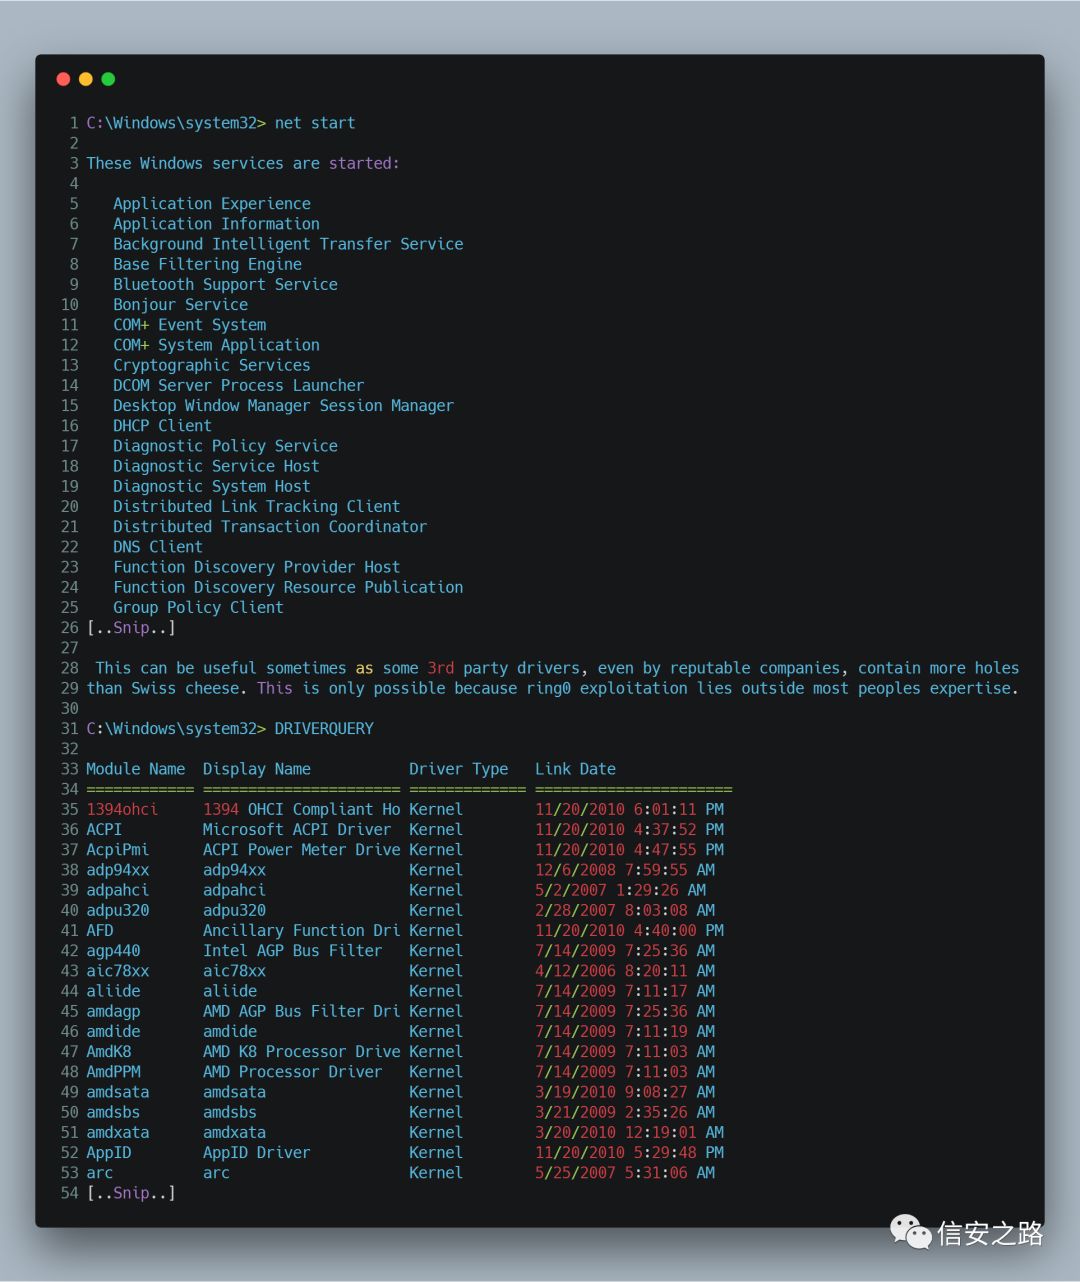 1 C:\Windows\system32> net start
2
3 These Windows services are started:
4
5    Application Experience
6    Application Information
7    Background Intelligent Transfer Service
8    Base Filtering Engine
9    Bluetooth Support Service
10    Bonjour Service
11    COM+ Event System
12    COM+ System Application
13    Cryptographic Services
14    DCOM Server Process Launcher
15    Desktop Window Manager Session Manager
16    DHCP Client
17    Diagnostic Policy Service
18    Diagnostic Service Host
19    Diagnostic System Host
20    Distributed Link Tracking Client
21    Distributed Transaction Coordinator
22    DNS Client
23    Function Discovery Provider Host
24    Function Discovery Resource Publication
25    Group Policy Client
26 [..Snip..]
27
28  This can be useful sometimes as some 3rd party drivers, even by reputable companies, contain more holes
29 than Swiss cheese. This is only possible because ring0 exploitation lies outside most peoples expertise.
30
31 C:\Windows\system32> DRIVERQUERY
32
33 Module Name  Display Name           Driver Type   Link Date
34 ============ ====================== ============= ======================
35 1394ohci     1394 OHCI Compliant Ho Kernel        11/20/2010 6:01:11 PM
36 ACPI         Microsoft ACPI Driver  Kernel        11/20/2010 4:37:52 PM
37 AcpiPmi      ACPI Power Meter Drive Kernel        11/20/2010 4:47:55 PM
38 adp94xx      adp94xx                Kernel        12/6/2008 7:59:55 AM
39 adpahci      adpahci                Kernel        5/2/2007 1:29:26 AM
40 adpu320      adpu320                Kernel        2/28/2007 8:03:08 AM
41 AFD          Ancillary Function Dri Kernel        11/20/2010 4:40:00 PM
42 agp440       Intel AGP Bus Filter   Kernel        7/14/2009 7:25:36 AM
43 aic78xx      aic78xx                Kernel        4/12/2006 8:20:11 AM
44 aliide       aliide                 Kernel        7/14/2009 7:11:17 AM
45 amdagp       AMD AGP Bus Filter Dri Kernel        7/14/2009 7:25:36 AM
46 amdide       amdide                 Kernel        7/14/2009 7:11:19 AM
47 AmdK8        AMD K8 Processor Drive Kernel        7/14/2009 7:11:03 AM
48 AmdPPM       AMD Processor Driver   Kernel        7/14/2009 7:11:03 AM
49 amdsata      amdsata                Kernel        3/19/2010 9:08:27 AM
50 amdsbs       amdsbs                 Kernel        3/21/2009 2:35:26 AM
51 amdxata      amdxata                Kernel        3/20/2010 12:19:01 AM
52 AppID        AppID Driver           Kernel        11/20/2010 5:29:48 PM
53 arc          arc                    Kernel        5/25/2007 5:31:06 AM
54 [..Snip..]
信安之路